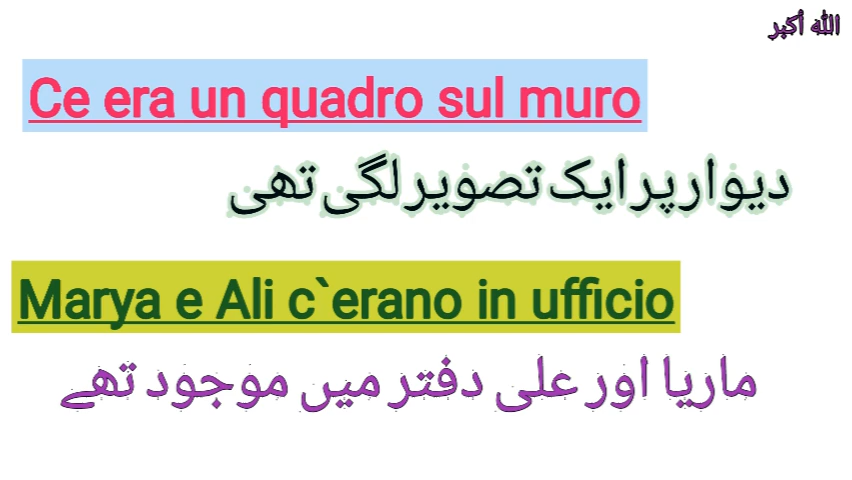 الله أكبر
Ce era un quadro sul muro
دیوار پر ایک تصویر لگی تھی
Marya e Ali c`erano in ufficio
ماریا اور علی دفتر میں موجود تھے